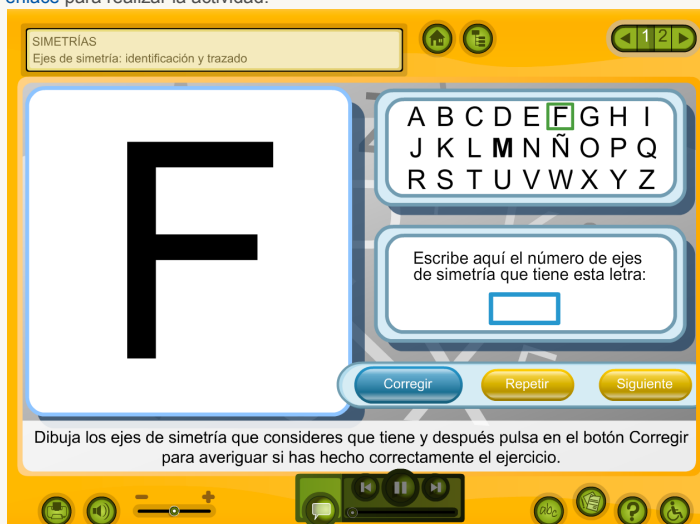 enlace para realizar la actividad.
SIMETRÍAS
Ejes de simetría: identificación y trazado
1 2
F
A B C D E F G H I
J K L M N Ñ O P Q
R S T U V W X Y Z
Escribe aquí el número de ejes
de simetría que tiene esta letra:
Corregir Repetir Siguiente
Dibuja los ejes de simetría que consideres que tiene y después pulsa en el botón Corregir
para averiguar si has hecho correctamente el ejercicio.
abc ?